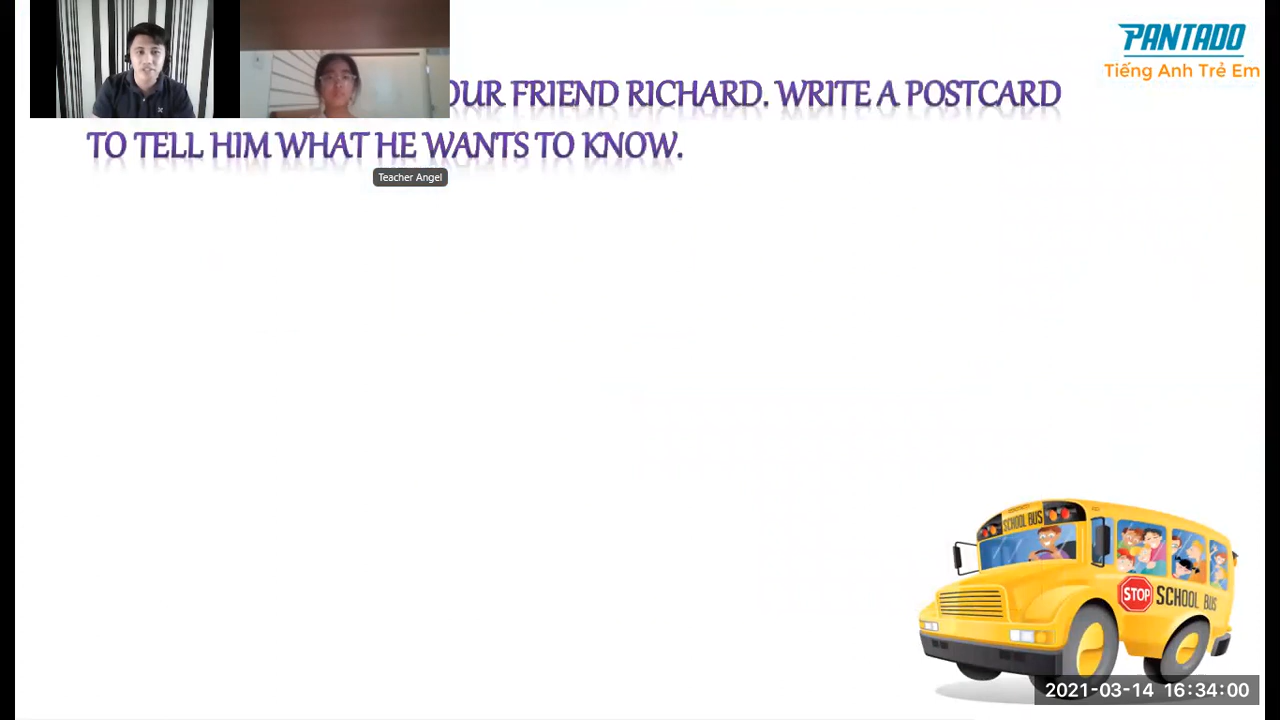 PANTADO
Tiếng Anh Trẻ Em
OUR FRIEND RICHARD. WRITE A POSTCARD
TO TELL HIM WHAT HE WANTS TO KNOW.
Teacher Angel
SCHOOL BUS
STOP SCHOOL BUS
2021-03-14 16:34:00